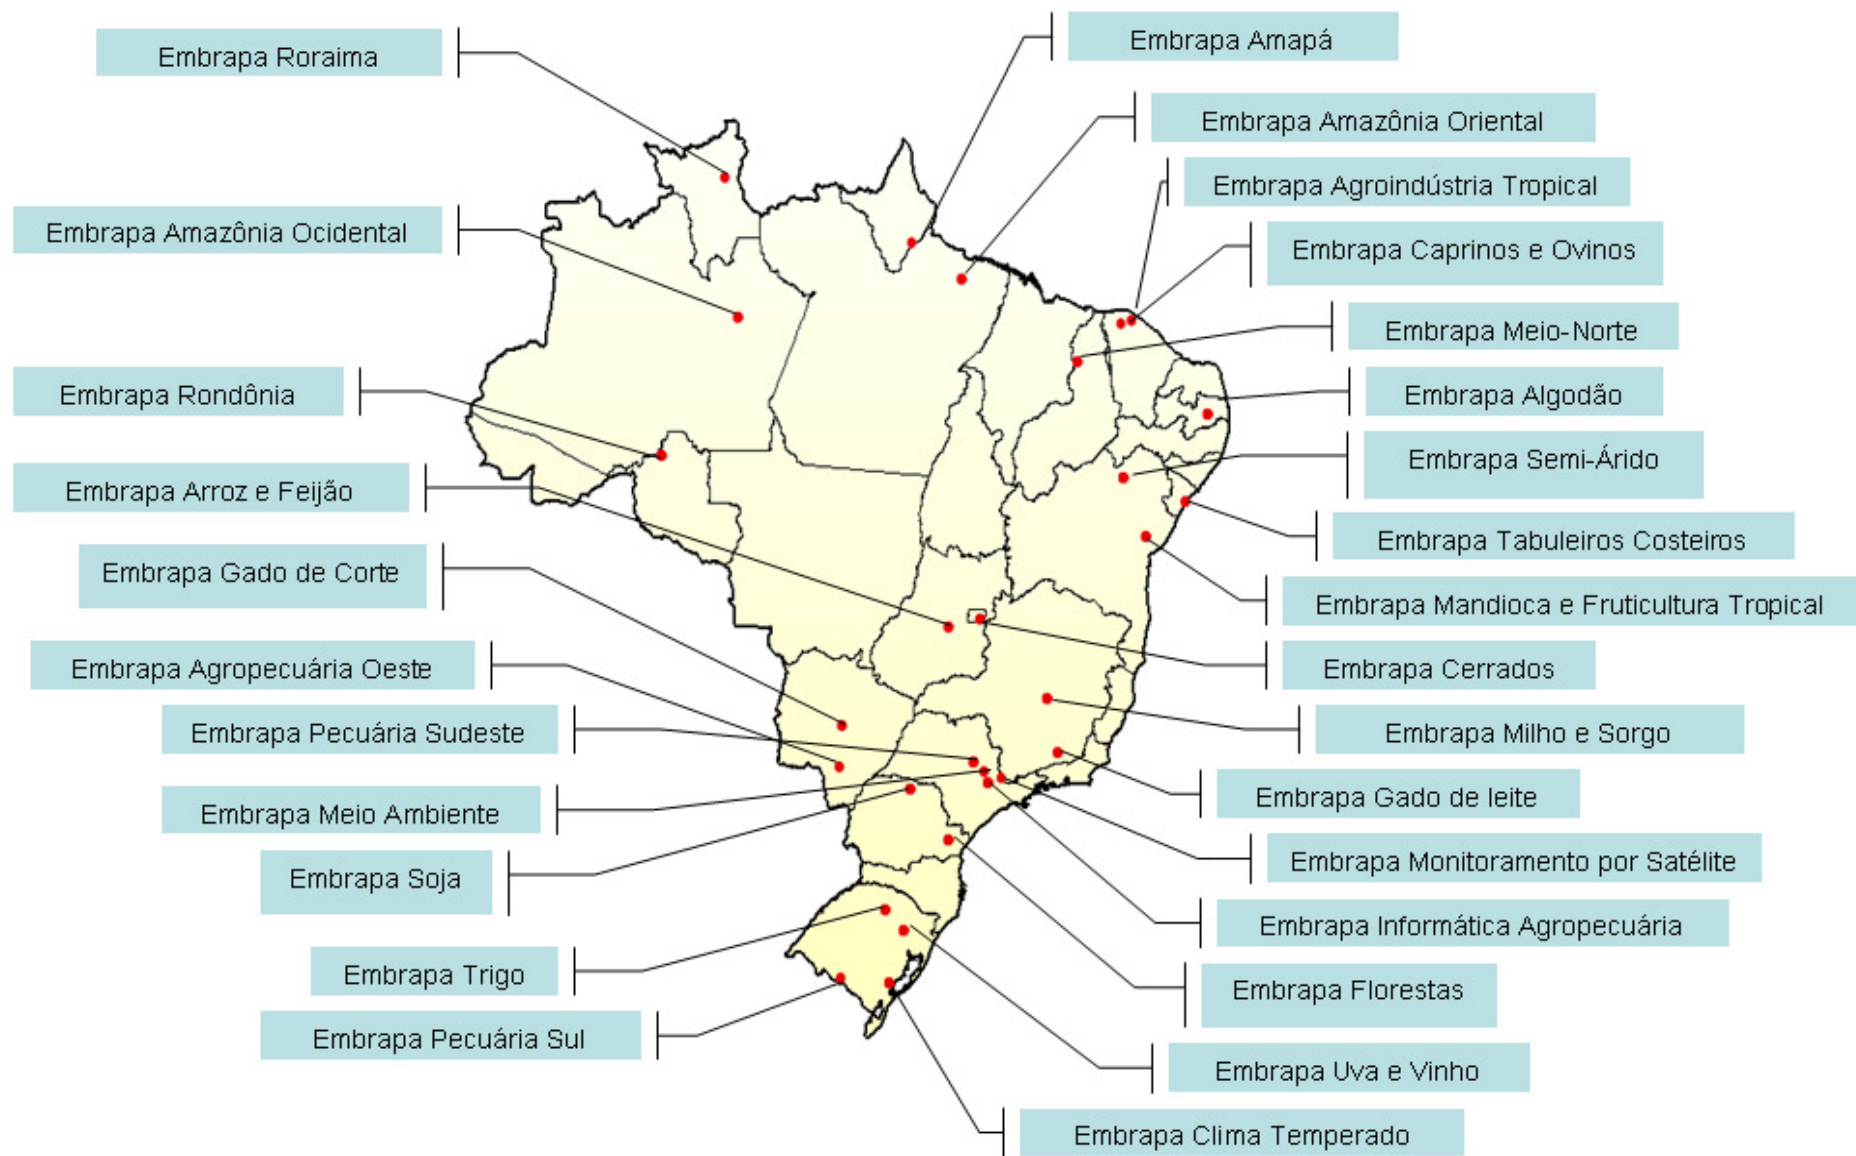 Embrapa Roraima
Embrapa Amazônia Ocidental
Embrapa Rondônia
Embrapa Arroz e Feijão
Embrapa Gado de Corte
Embrapa Agropecuária Oeste
Embrapa Pecuária Sudeste
Embrapa Meio Ambiente
Embrapa Soja
Embrapa Trigo
Embrapa Pecuária Sul
Embrapa Amapá
Embrapa Amazônia Oriental
Embrapa Agroindústria Tropical
Embrapa Caprinos e Ovinos
Embrapa Meio-Norte
Embrapa Algodão
Embrapa Semi-Árido
Embrapa Tabuleiros Costeiros
Embrapa Mandioca e Fruticultura Tropical
Embrapa Cerrados
Embrapa Milho e Sorgo
Embrapa Gado de leite
Embrapa Monitoramento por Satélite
Embrapa Informática Agropecuária
Embrapa Florestas
Embrapa Uva e Vinho
Embrapa Clima Temperado